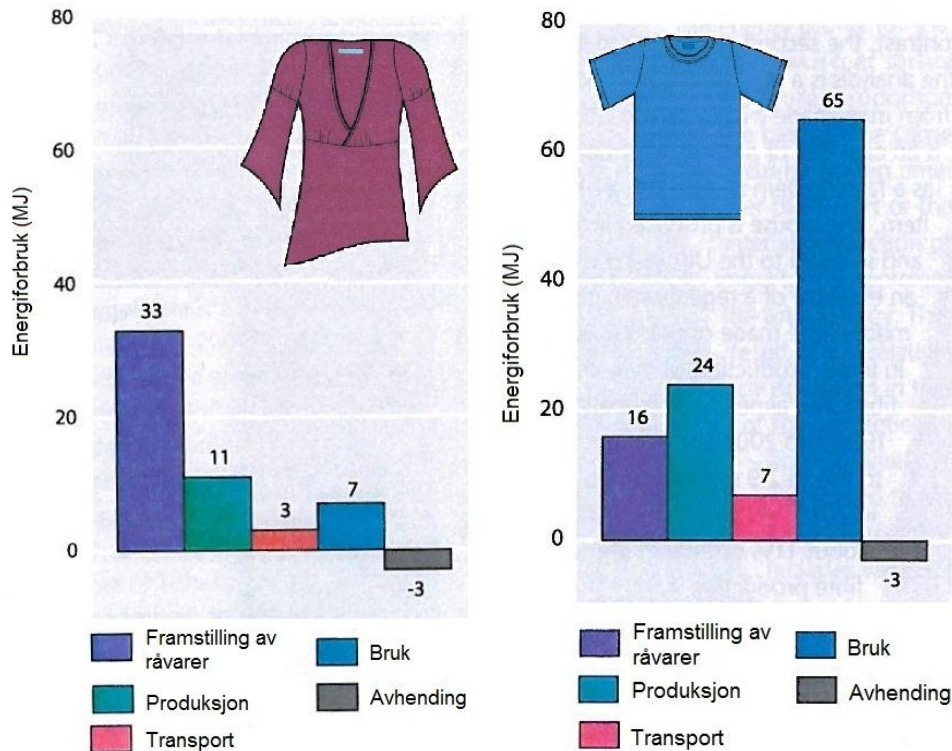 80
60
40
20
0
Energiforbruk (MJ)
33
11
3
7
-3
Framstilling av
råvarer
Produksjon
Transport
Bruk
Avhending
80
60
40
20
0
Energiforbruk (MJ)
16
24
7
65
-3
Framstilling av
råvarer
Produksjon
Transport
Bruk
Avhending